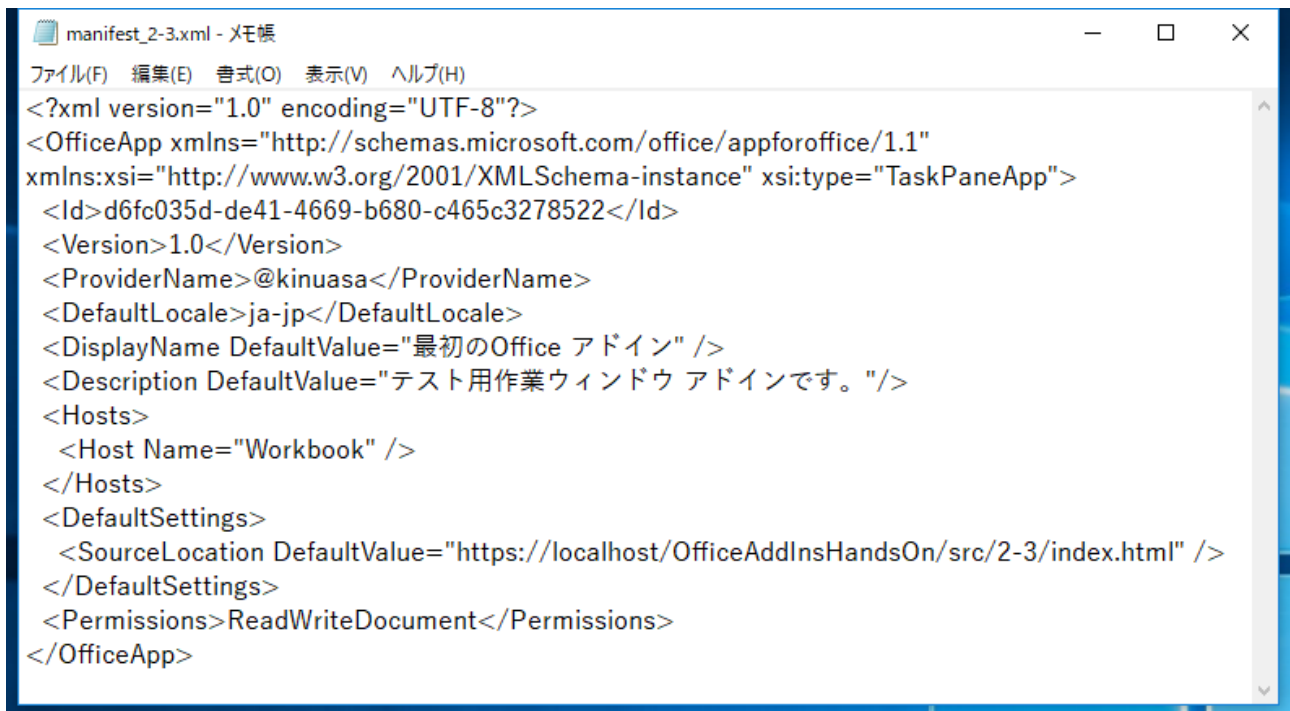 manifest_2-3.xml - メモ帳
ファイル(F) 編集(E) 書式(O) 表示(V) ヘルプ(H)
<?xml version="1.0" encoding="UTF-8"?>
<OfficeApp xmlns="http://schemas.microsoft.com/office/appforoffice/1.1"
xmlns:xsi="http://www.w3.org/2001/XMLSchema-instance" xsi:type="TaskPaneApp">
  <Id>d6fc035d-de41-4669-b680-c465c3278522</Id>
  <Version>1.0</Version>
  <ProviderName>@kinuasa</ProviderName>
  <DefaultLocale>ja-jp</DefaultLocale>
  <DisplayName DefaultValue="最初のOffice アドイン" />
  <Description DefaultValue="テスト用作業ウィンドウ アドインです。"/>
  <Hosts>
    <Host Name="Workbook" />
  </Hosts>
  <DefaultSettings>
    <SourceLocation DefaultValue="https://localhost/OfficeAddInsHandsOn/src/2-3/index.html" />
  </DefaultSettings>
  <Permissions>ReadWriteDocument</Permissions>
</OfficeApp>